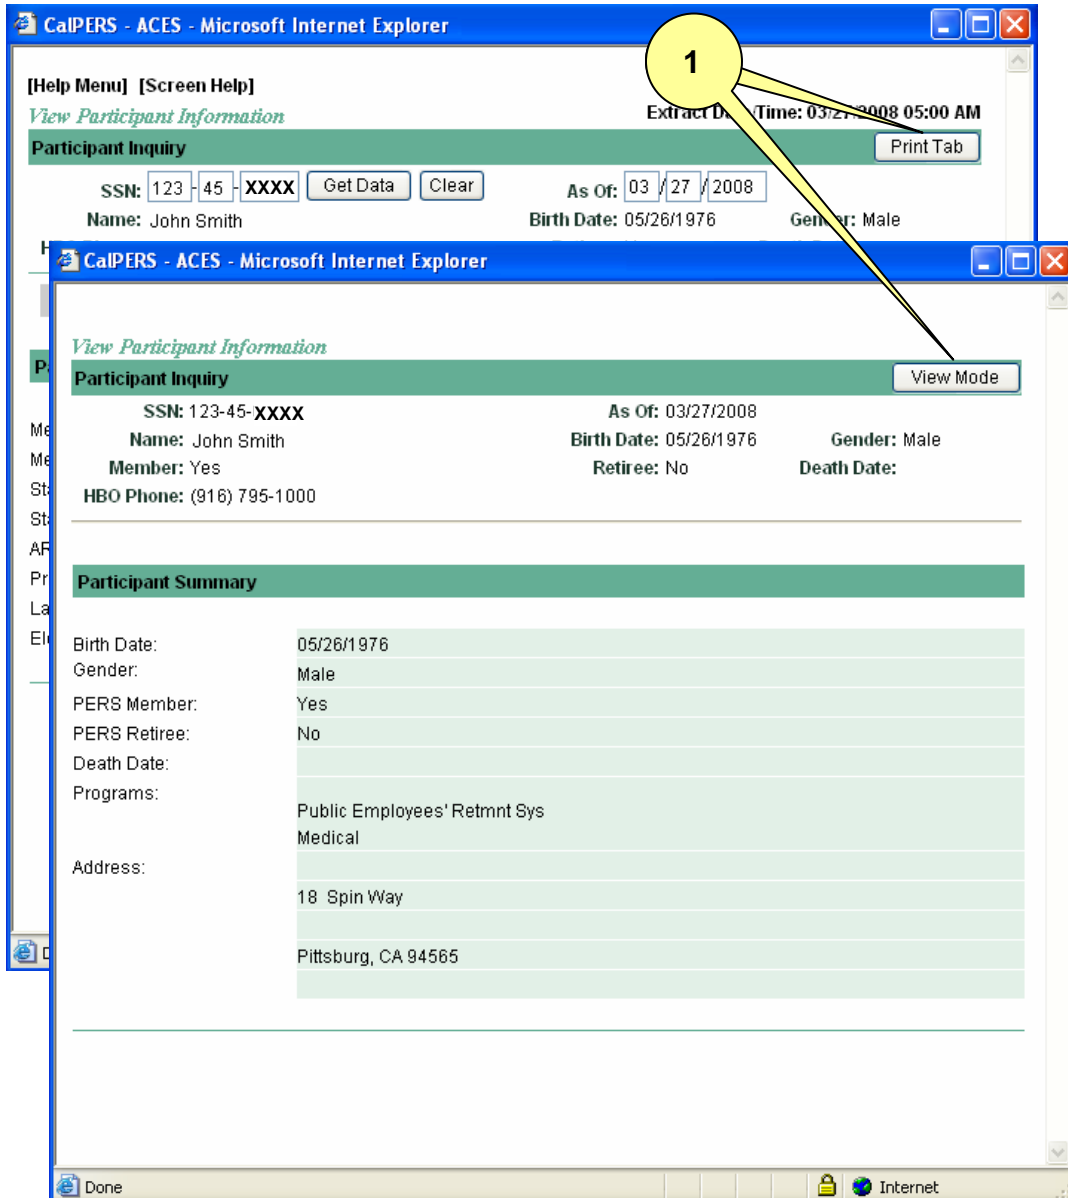 CalPERS - ACES - Microsoft Internet Explorer
1
[Help Menu] [Screen Help]
View Participant Information
Extract Da /Time: 03/27/2008 05:00 AM
Participant Inquiry Print Tab
SSN: 123 - 45 - XXXX Get Data Clear As Of: 03 / 27 / 2008
Name: John Smith Birth Date: 05/26/1976 Gender: Male
CalPERS - ACES - Microsoft Internet Explorer
View Participant Information
Participant Inquiry View Mode
SSN: 123-45-XXXX As Of: 03/27/2008
Name: John Smith Birth Date: 05/26/1976 Gender: Male
Member: Yes Retiree: No Death Date:
HBO Phone: (916) 795-1000
Participant Summary
Birth Date: 05/26/1976
Gender: Male
PERS Member: Yes
PERS Retiree: No
Death Date:
Programs:
Public Employees' Retmnt Sys
Medical
Address:
18 Spin Way
Pittsburg, CA 94565
Done Internet